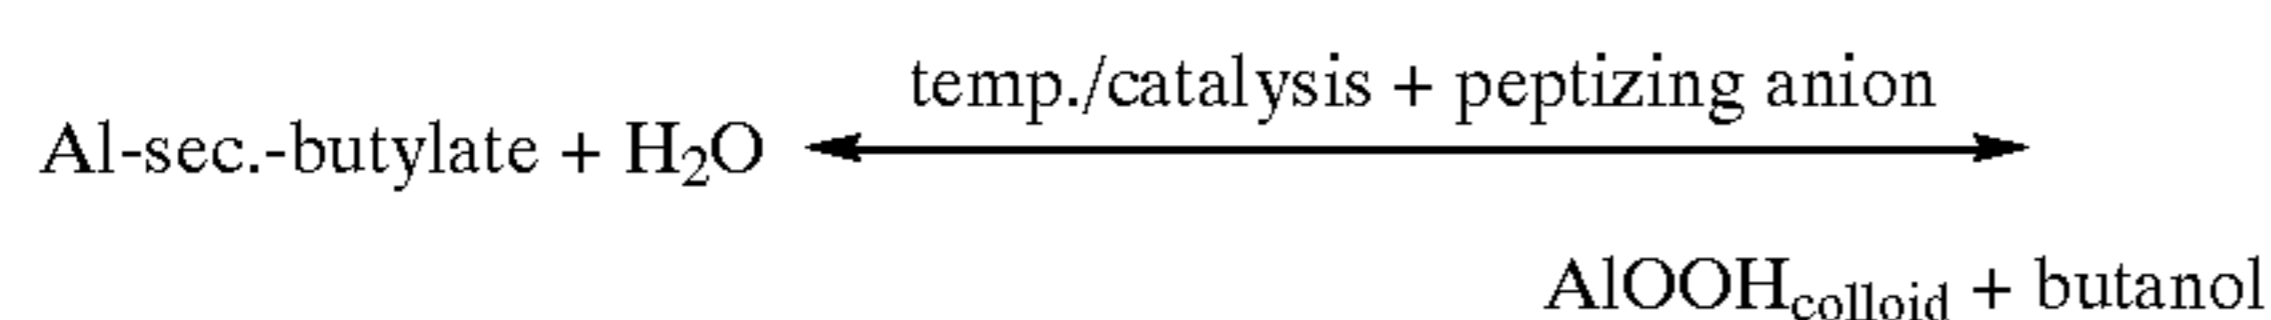 temp./catalysis + peptizing anion
Al-sec.-butylate + H₂O
AlOOHcolloid + butanol